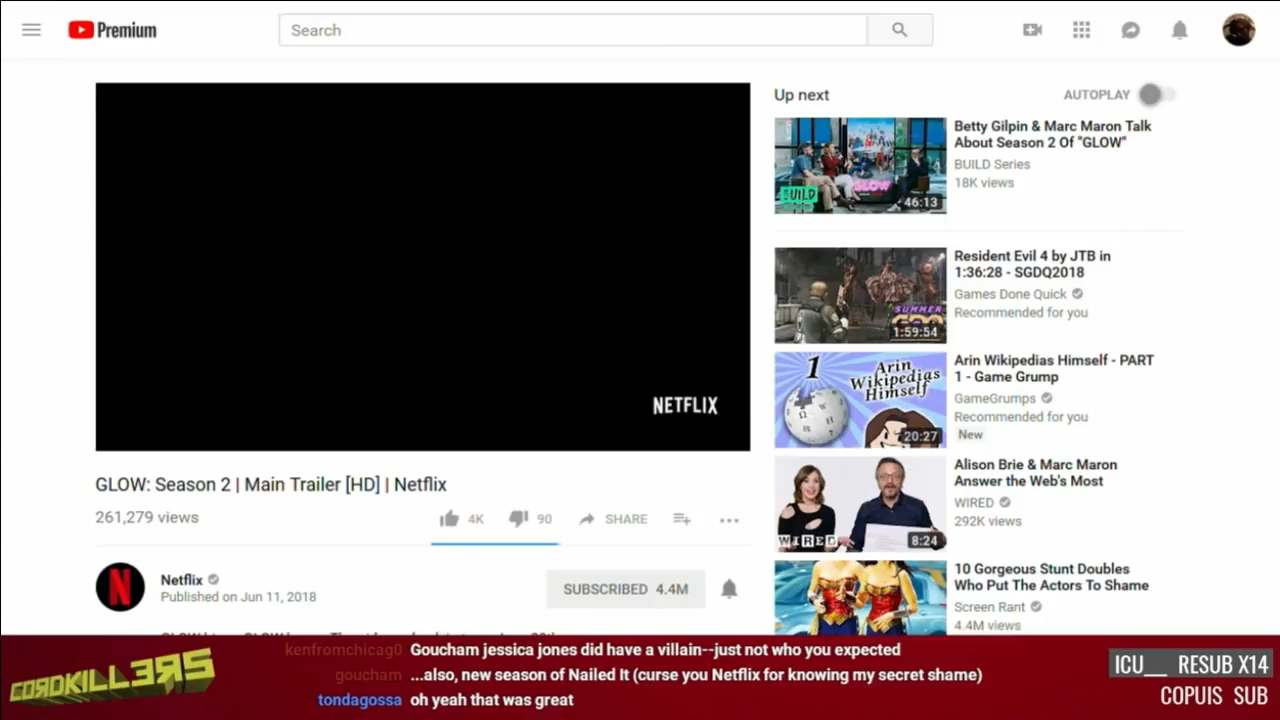 Premium
Search
NETFLIX
GLOW: Season 2 | Main Trailer [HD] | Netflix
261,279 views
4K
90
SHARE
Netflix
Published on Jun 11, 2018
SUBSCRIBED 4.4M
Up next
AUTOPLAY
BUILD
GLOW
46:13
Betty Gilpin & Marc Maron Talk
About Season 2 Of "GLOW"
BUILD Series
18K views
SUMMER
1:59:54
Resident Evil 4 by JTB in
1:36:28 - SGDQ2018
Games Done Quick
Recommended for you
1
Arin
Wikipedias
Himself
20:27
Arin Wikipedias Himself - PART
1 - Game Grump
GameGrumps
Recommended for you
New
WIRED
8:24
Alison Brie & Marc Maron
Answer the Web's Most
WIRED
292K views
10 Gorgeous Stunt Doubles
Who Put The Actors To Shame
Screen Rant
4.4M views
CORDKILL3RS
kenfromchicag0 Goucham jessica jones did have a villain--just not who you expected
goucham ...also, new season of Nailed It (curse you Netflix for knowing my secret shame)
tondagossa oh yeah that was great
ICU__ RESUB X14
COPUIS SUB